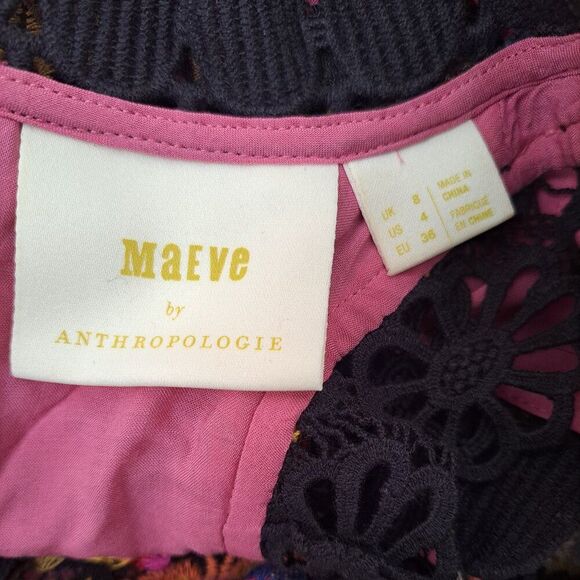 MaEve
by
ANTHROPOLOGIE
UK 8
US 4
EU 36
MADE IN
CHINA
FABRIQUÉ
EN CHINE